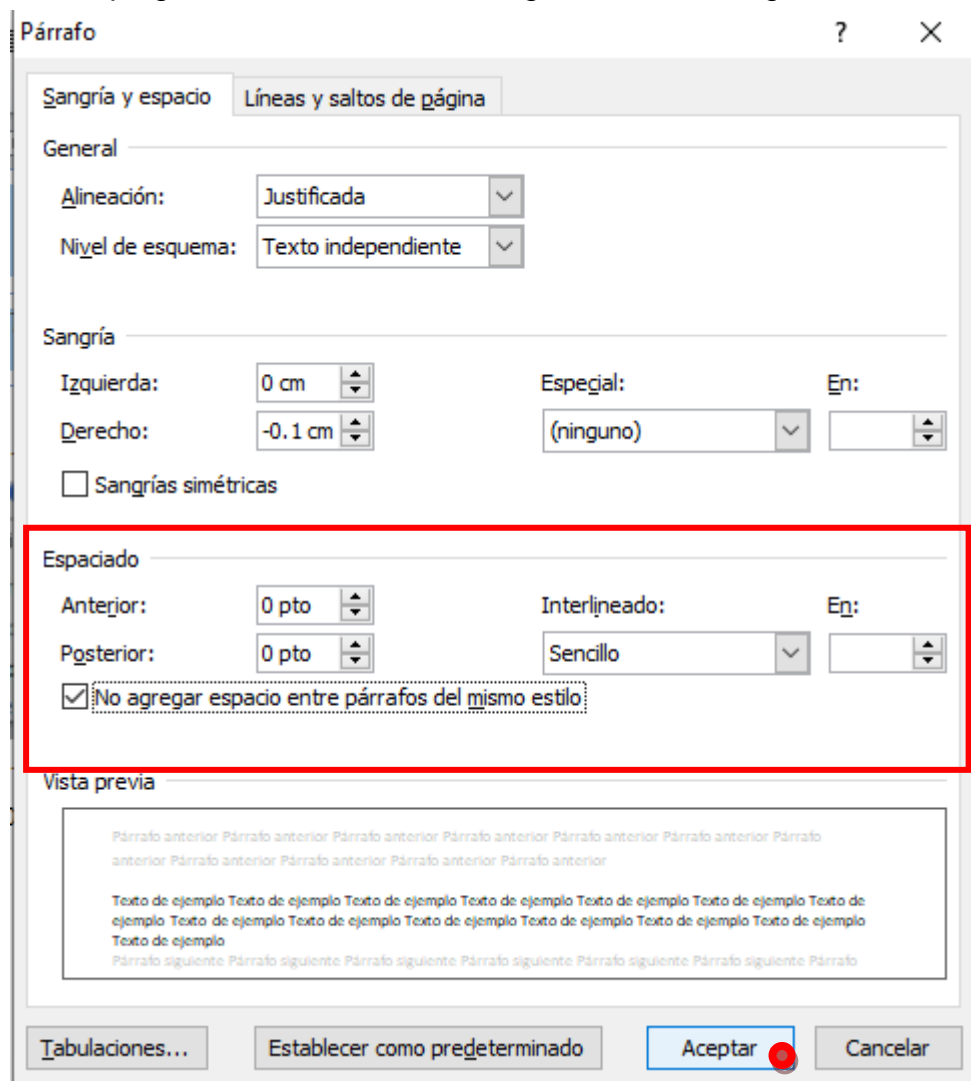 Párrafo ?
Sangría y espacio Líneas y saltos de página
General
Alineación: Justificada
Nivel de esquema: Texto independiente
Sangría
Izquierda: 0 cm Especial: En:
Derecho: -0.1 cm (ninguno)
Sangrías simétricas
Espaciado
Anterior: 0 pto Interlineado: En:
Posterior: 0 pto Sencillo
No agregar espacio entre párrafos del mismo estilo
Vista previa
Párrafo anterior Párrafo anterior Párrafo anterior Párrafo anterior Párrafo anterior Párrafo anterior Párrafo
anterior Párrafo anterior Párrafo anterior Párrafo anterior Párrafo anterior
Texto de ejemplo Texto de ejemplo Texto de ejemplo Texto de ejemplo Texto de ejemplo Texto de ejemplo Texto de
ejemplo Texto de ejemplo Texto de ejemplo Texto de ejemplo Texto de ejemplo Texto de ejemplo Texto de ejemplo
Texto de ejemplo
Párrafo siguiente Párrafo siguiente Párrafo siguiente Párrafo siguiente Párrafo siguiente Párrafo siguiente Párrafo
Tabulaciones... Establecer como predeterminado Aceptar Cancelar